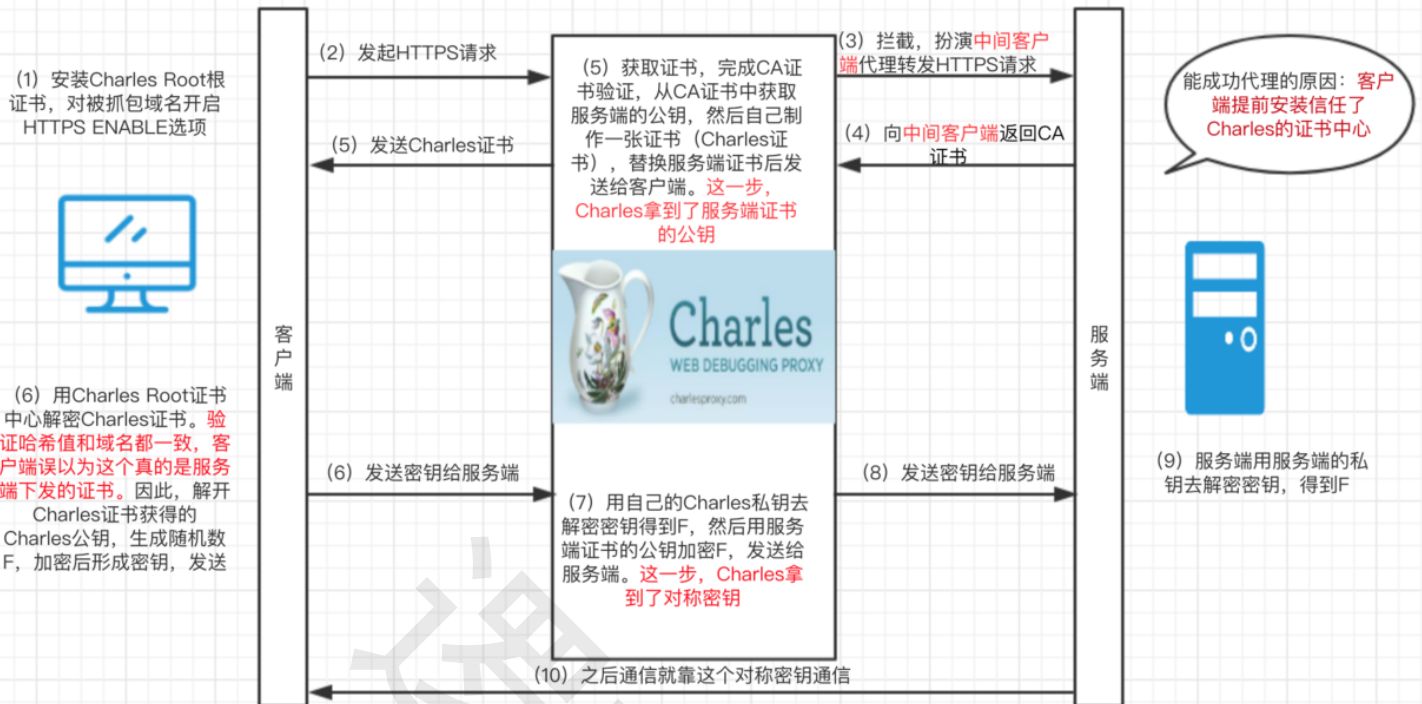 (1)安装Charles Root根
证书，对被抓包域名开启
HTTPS ENABLE选项
(2)发起HTTPS请求
(5)发送Charles证书
(5)获取证书，完成CA证
书验证，从CA证书中获取
服务端的公钥，然后自己制
作一张证书（Charles证
书），替换服务端证书后发
送给客户端。这一步，
Charles拿到了服务端证书
的公钥
(3)拦截，扮演中间客户
端代理转发HTTPS请求
(4)向中间客户端返回CA
证书
能成功代理的原因：客户
端提前安装信任了
Charles的证书中心
Charles
WEB DEBUGGING PROXY
charlesproxy.com
客
户
端
服
务
端
(6)用Charles Root证书
中心解密Charles证书。验
证哈希值和域名都一致，客
户端误以为这个真的是服务
端下发的证书。因此，解开
Charles证书获得的
Charles公钥，生成随机数
F，加密后形成密钥，发送
(6)发送密钥给服务端
(7)用自己的Charles私钥去
解密密钥得到F，然后用服务
端证书的公钥加密F，发送给
服务端。这一步，Charles拿
到了对称密钥
(8)发送密钥给服务端
(9)服务端用服务端的私
钥去解密密钥，得到F
(10)之后通信就靠这个对称密钥通信